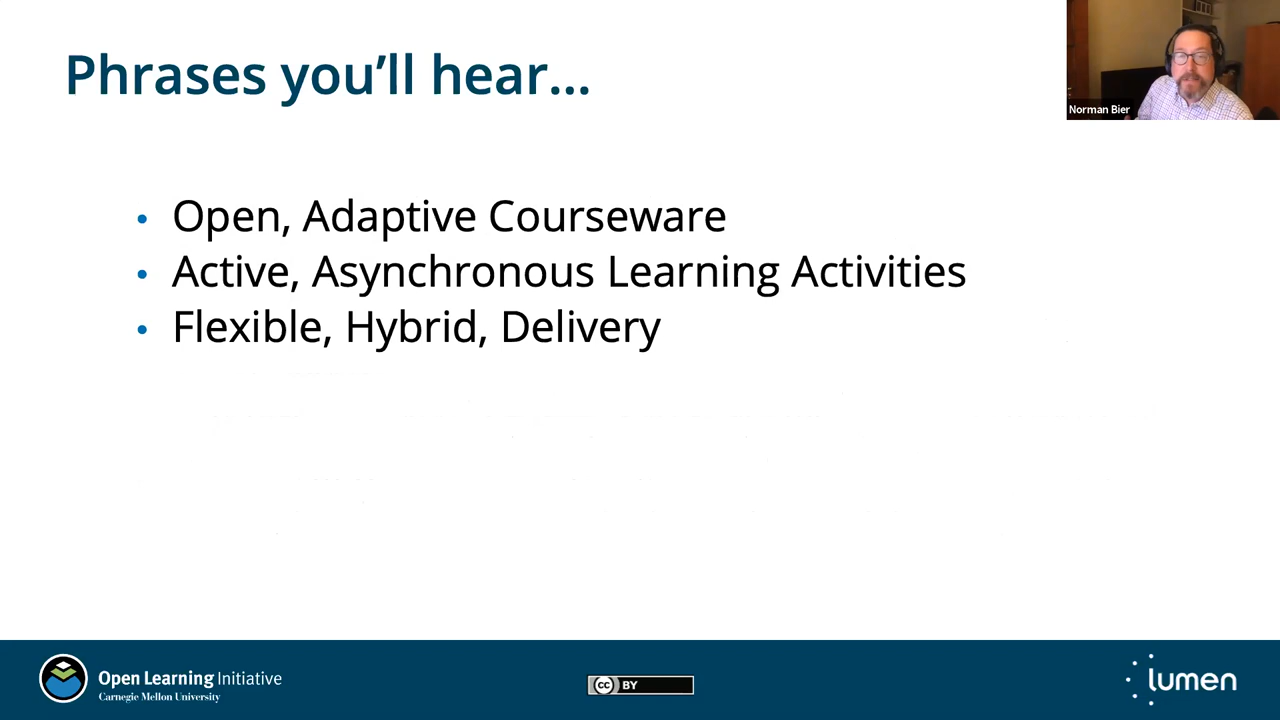 Phrases you’ll hear...
Norman Bier
• Open, Adaptive Courseware
• Active, Asynchronous Learning Activities
• Flexible, Hybrid, Delivery
Open Learning Initiative
Carnegie Mellon University
cc BY
lumen